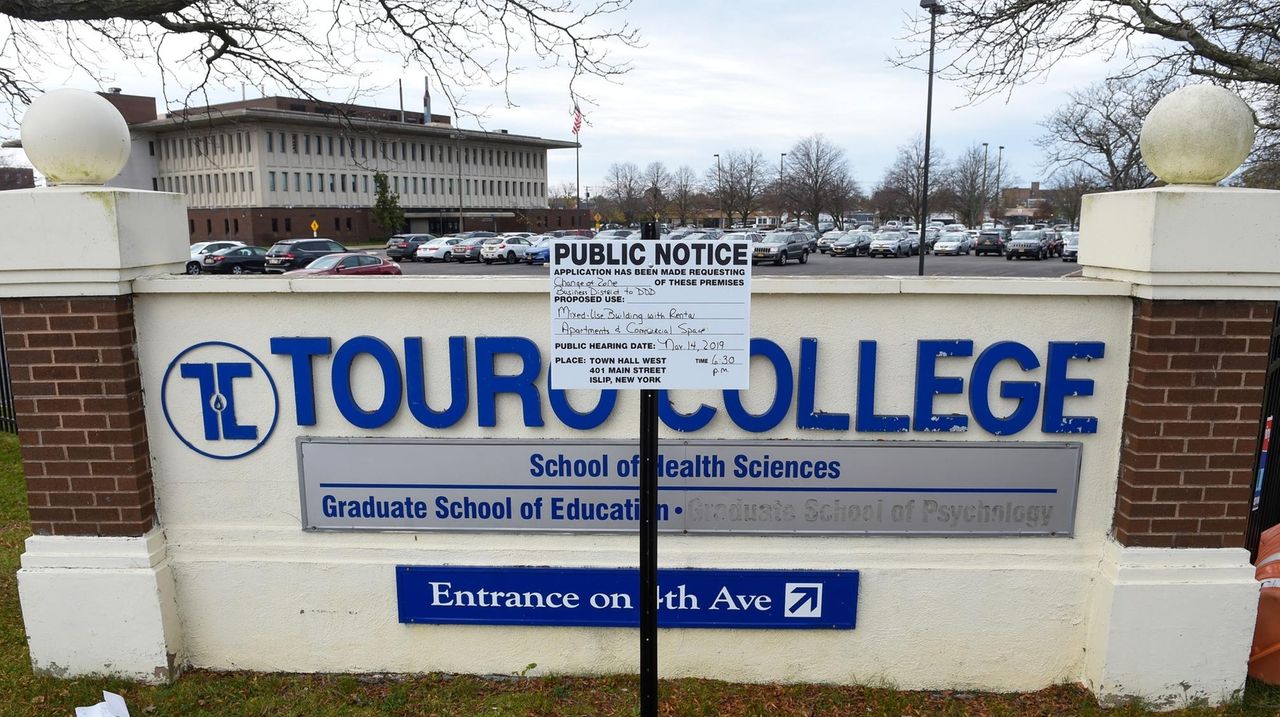 PUBLIC NOTICE
APPLICATION HAS BEEN MADE REQUESTING
Change of Zone OF THESE PREMISES
Business District to DDD
PROPOSED USE:
Mixed-Use Building with Rental
Apartments & Commercial Space
PUBLIC HEARING DATE: Nov. 14, 2019
PLACE: TOWN HALL WEST TIME 6:30
401 MAIN STREET p.m.
ISLIP, NEW YORK
TC TOURO COLLEGE
School of Health Sciences
Graduate School of Education • Graduate School of Psychology
Entrance on 4th Ave